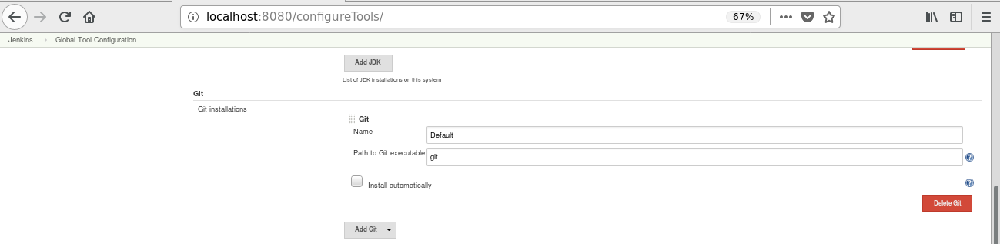 localhost:8080/configureTools/
67%
Jenkins
Global Tool Configuration
Add JDK
List of JDK installations on this system
Git
Git installations
Git
Name
Default
Path to Git executable
git
Install automatically
Delete Git
Add Git